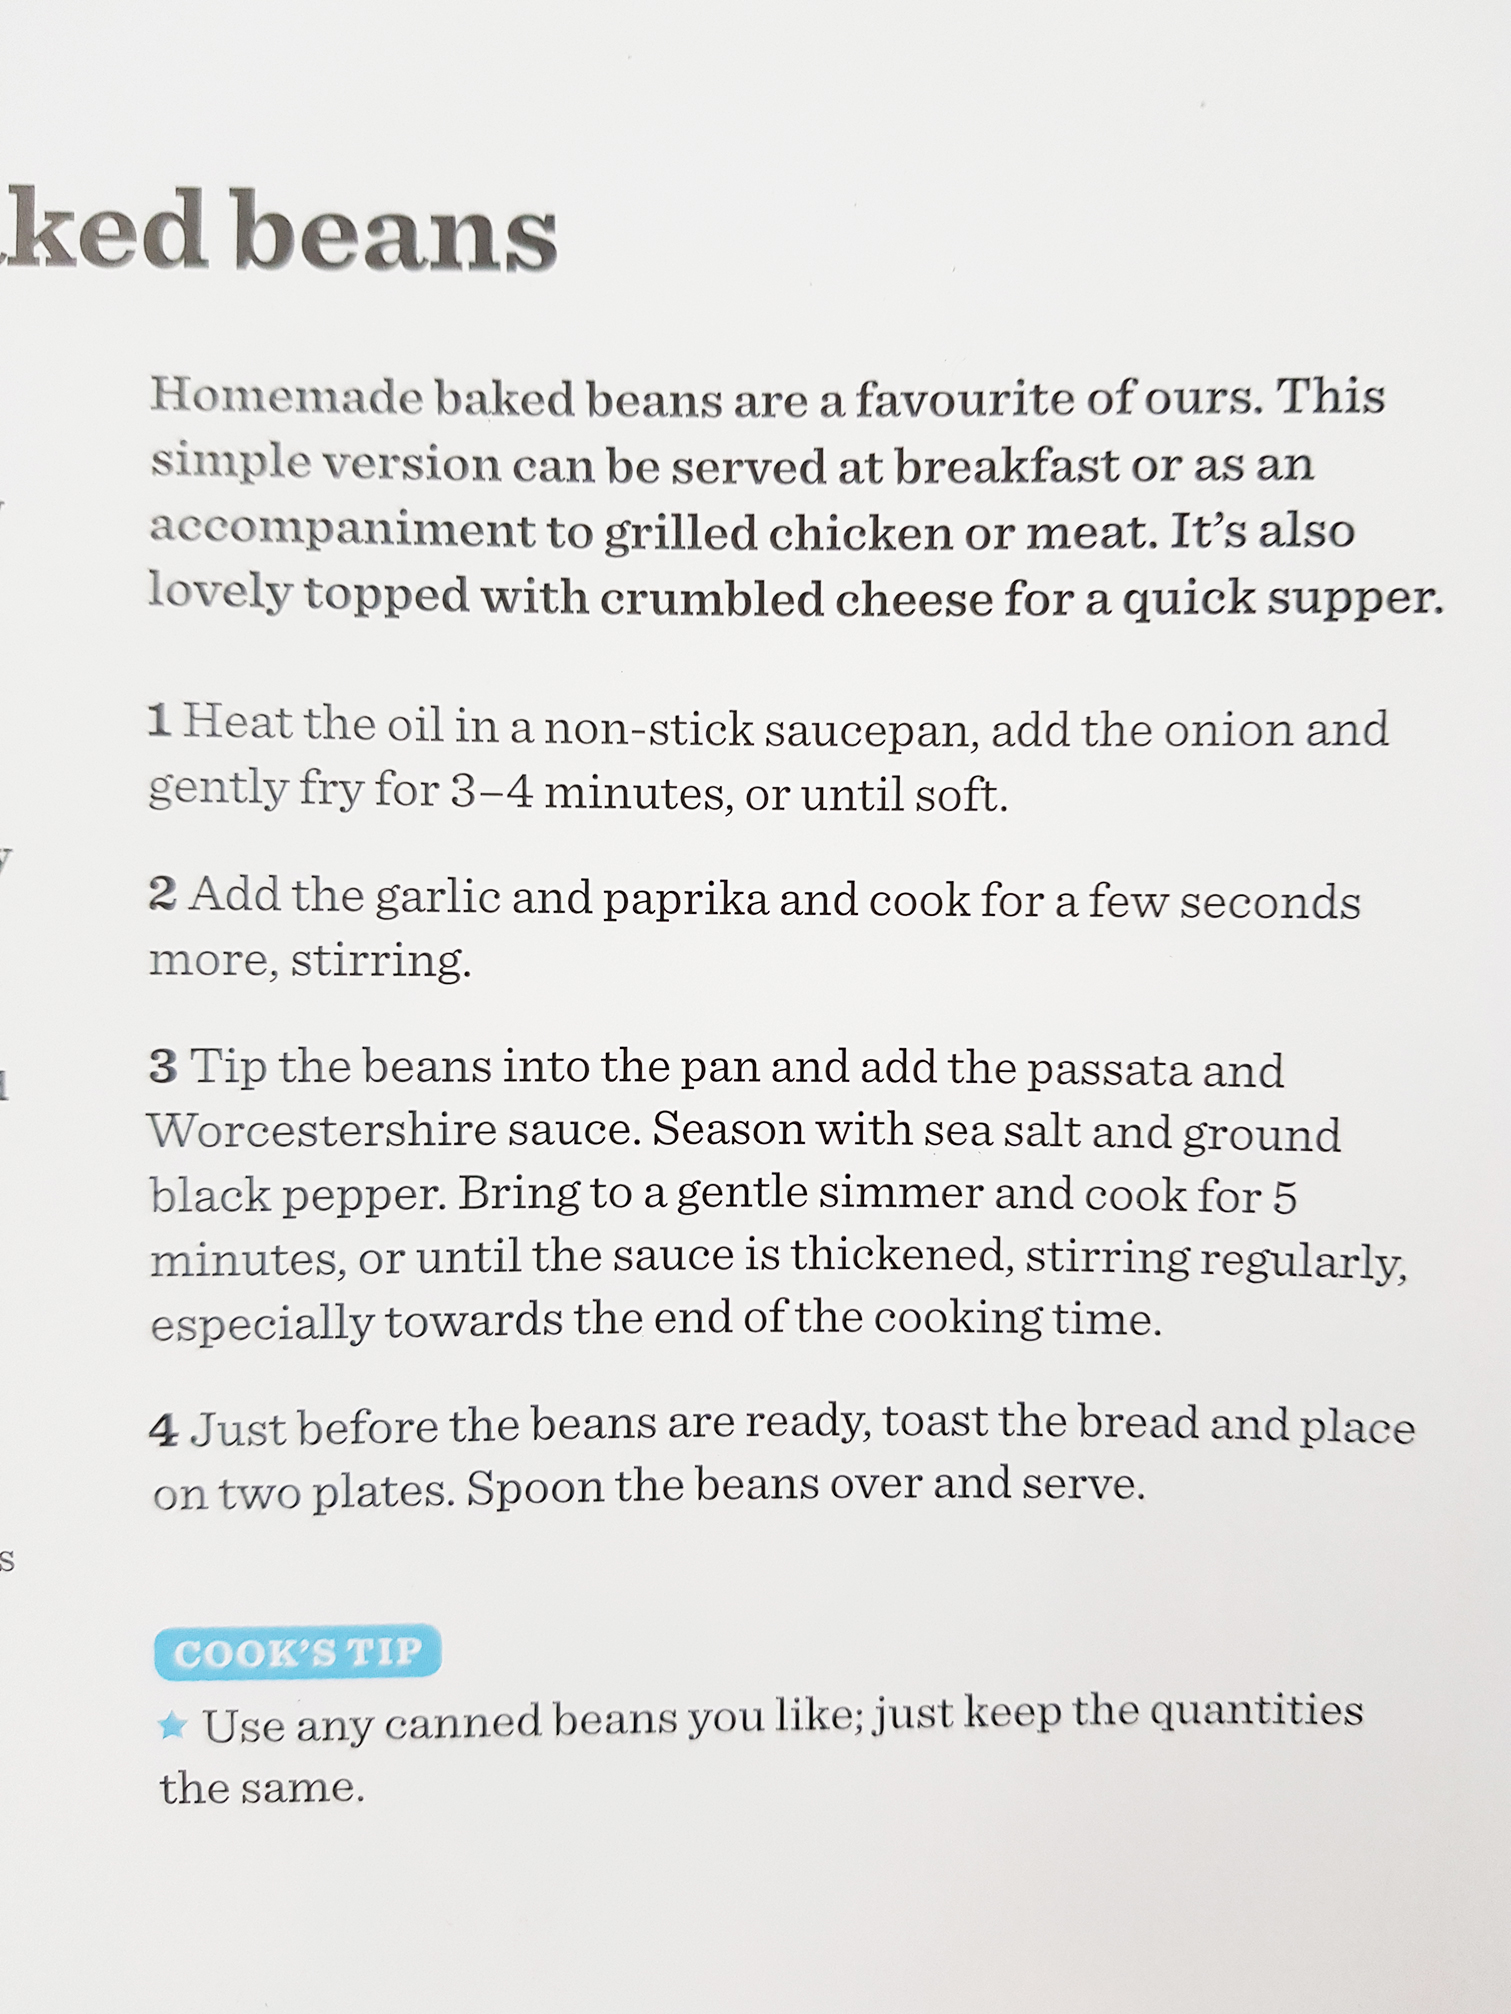 ked beans
Homemade baked beans are a favourite of ours. This
simple version can be served at breakfast or as an
accompaniment to grilled chicken or meat. It's also
lovely topped with crumbled cheese for a quick supper.
1 Heat the oil in a non-stick saucepan, add the onion and
gently fry for 3–4 minutes, or until soft.
2 Add the garlic and paprika and cook for a few seconds
more, stirring.
3 Tip the beans into the pan and add the passata and
Worcestershire sauce. Season with sea salt and ground
black pepper. Bring to a gentle simmer and cook for 5
minutes, or until the sauce is thickened, stirring regularly,
especially towards the end of the cooking time.
4 Just before the beans are ready, toast the bread and place
on two plates. Spoon the beans over and serve.
COOK'S TIP
★ Use any canned beans you like; just keep the quantities
the same.